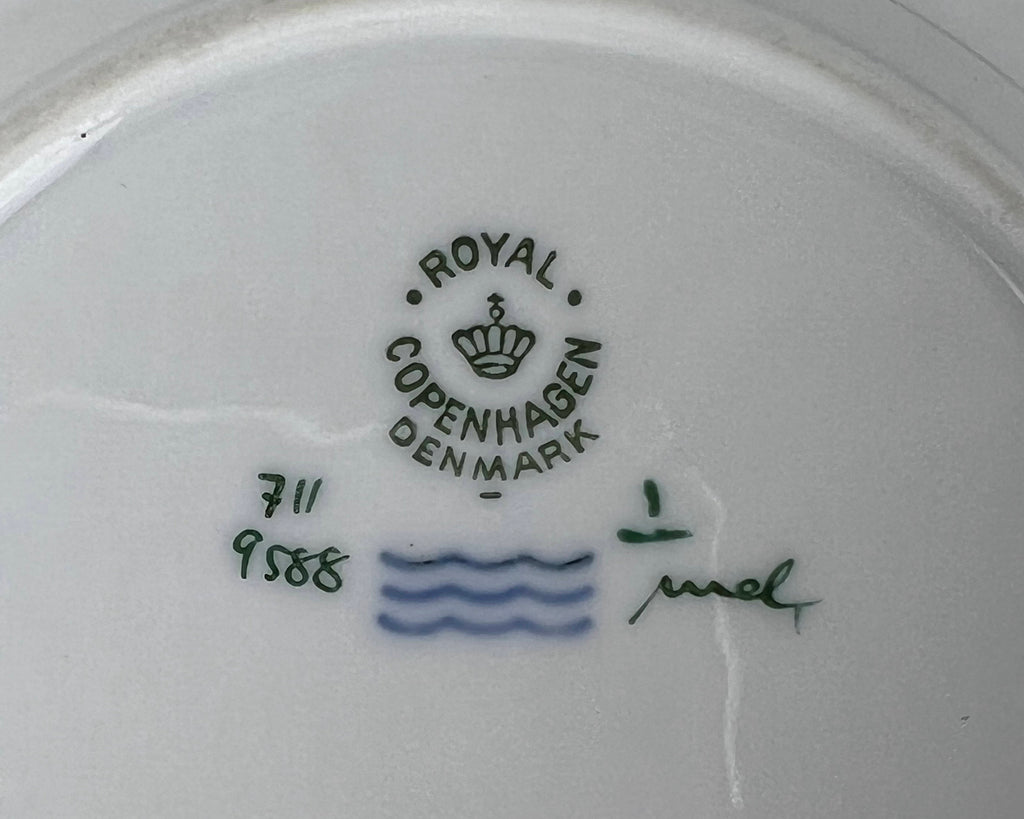 ROYAL
COPENHAGEN
DENMARK
711
9588
1